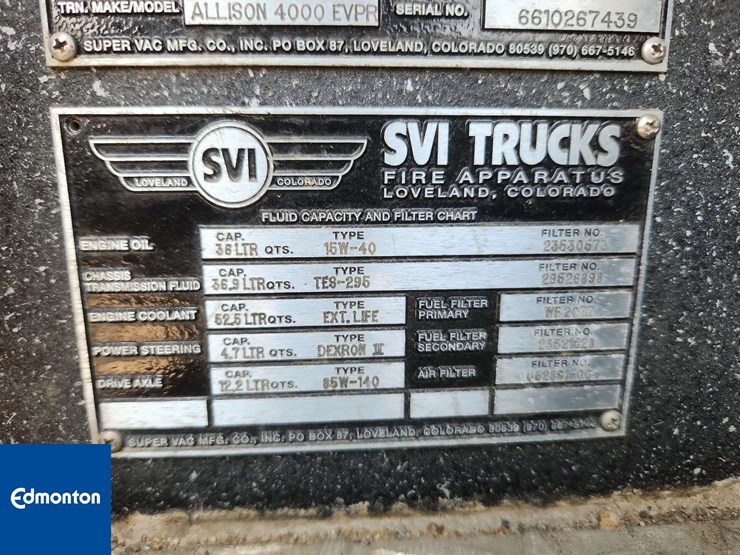 TRN. MAKE/MODEL ALLISON 4000 EVPR SERIAL NO. 6610267439
SUPER VAC MFG. CO., INC. PO BOX 87, LOVELAND, COLORADO 80539 (970) 667-5146
SVI
LOVELAND COLORADO
SVI TRUCKS
FIRE APPARATUS
LOVELAND, COLORADO
FLUID CAPACITY AND FILTER CHART
ENGINE OIL CAP. 36 LTR QTS. TYPE 15W-40 FILTER NO. 23530573
CHASSIS TRANSMISSION FLUID CAP. 36.9 LTR QTS. TYPE TES-295 FILTER NO.
ENGINE COOLANT CAP. 52.5 LTR QTS. TYPE EXT. LIFE FUEL FILTER PRIMARY FILTER NO.
POWER STEERING CAP. 4.7 LTR QTS. TYPE DEXRON III FUEL FILTER SECONDARY FILTER NO.
DRIVE AXLE CAP. 12.2 LTR QTS. TYPE 85W-140 AIR FILTER FILTER NO.
SUPER VAC MFG. CO., INC. PO BOX 87, LOVELAND, COLORADO 80539 (970)
Edmonton